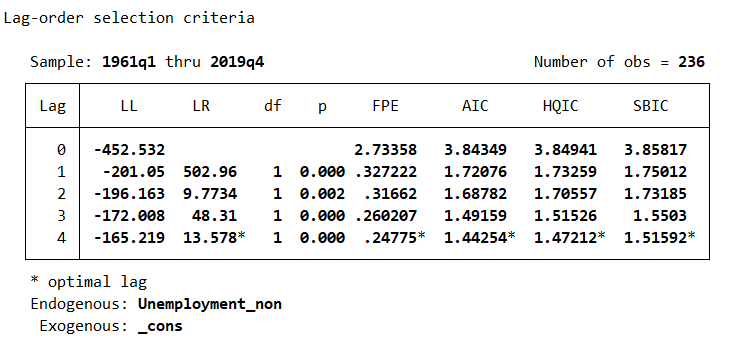 Lag-order selection criteria
Sample: 1961q1 thru 2019q4 Number of obs = 236
Lag LL LR df p FPE AIC HQIC SBIC
0 -452.532 2.73358 3.84349 3.84941 3.85817
1 -201.05 502.96 1 0.000 .327222 1.72076 1.73259 1.75012
2 -196.163 9.7734 1 0.002 .31662 1.68782 1.70557 1.73185
3 -172.008 48.31 1 0.000 .260207 1.49159 1.51526 1.5503
4 -165.219 13.578* 1 0.000 .24775* 1.44254* 1.47212* 1.51592*
* optimal lag
Endogenous: Unemployment_non
Exogenous: _cons